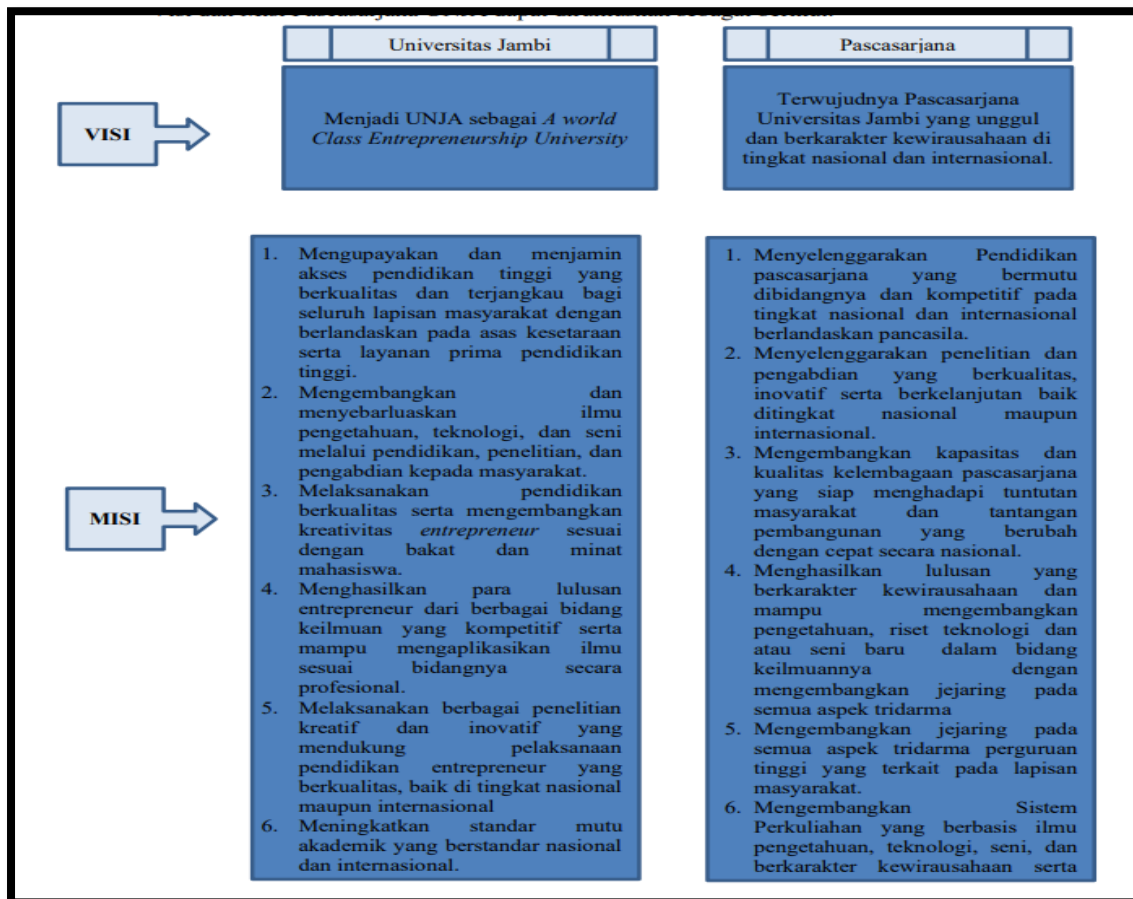 Universitas Jambi
Pascasarjana
VISI
Menjadi UNJA sebagai A world
Class Entrepreneurship University
Terwujudnya Pascasarjana
Universitas Jambi yang unggul
dan berkarakter kewirausahaan di
tingkat nasional dan internasional.
MISI
1. Mengupayakan dan menjamin
akses pendidikan tinggi yang
berkualitas dan terjangkau bagi
seluruh lapisan masyarakat dengan
berlandaskan pada asas kesetaraan
serta layanan prima pendidikan
tinggi.
2. Mengembangkan dan
menyebarluaskan ilmu
pengetahuan, teknologi, dan seni
melalui pendidikan, penelitian, dan
pengabdian kepada masyarakat.
3. Melaksanakan pendidikan
berkualitas serta mengembangkan
kreativitas entrepreneur sesuai
dengan bakat dan minat
mahasiswa.
4. Menghasilkan para lulusan
entrepreneur dari berbagai bidang
keilmuan yang kompetitif serta
mampu mengaplikasikan ilmu
sesuai bidangnya secara
profesional.
5. Melaksanakan berbagai penelitian
kreatif dan inovatif yang
mendukung pelaksanaan
pendidikan entrepreneur yang
berkualitas, baik di tingkat nasional
maupun internasional
6. Meningkatkan standar mutu
akademik yang berstandar nasional
dan internasional.
1. Menyelenggarakan Pendidikan
pascasarjana yang bermutu
dibidangnya dan kompetitif pada
tingkat nasional dan internasional
berlandaskan pancasila.
2. Menyelenggarakan penelitian dan
pengabdian yang berkualitas,
inovatif serta berkelanjutan baik
ditingkat nasional maupun
internasional.
3. Mengembangkan kapasitas dan
kualitas kelembagaan pascasarjana
yang siap menghadapi tuntutan
masyarakat dan tantangan
pembangunan yang berubah
dengan cepat secara nasional.
4. Menghasilkan lulusan yang
berkarakter kewirausahaan dan
mampu mengembangkan
pengetahuan, riset teknologi dan
atau seni baru dalam bidang
keilmuannya dengan
mengembangkan jejaring pada
semua aspek tridarma
5. Mengembangkan jejaring pada
semua aspek tridarma perguruan
tinggi yang terkait pada lapisan
masyarakat.
6. Mengembangkan Sistem
Perkuliahan yang berbasis ilmu
pengetahuan, teknologi, seni, dan
berkarakter kewirausahaan serta